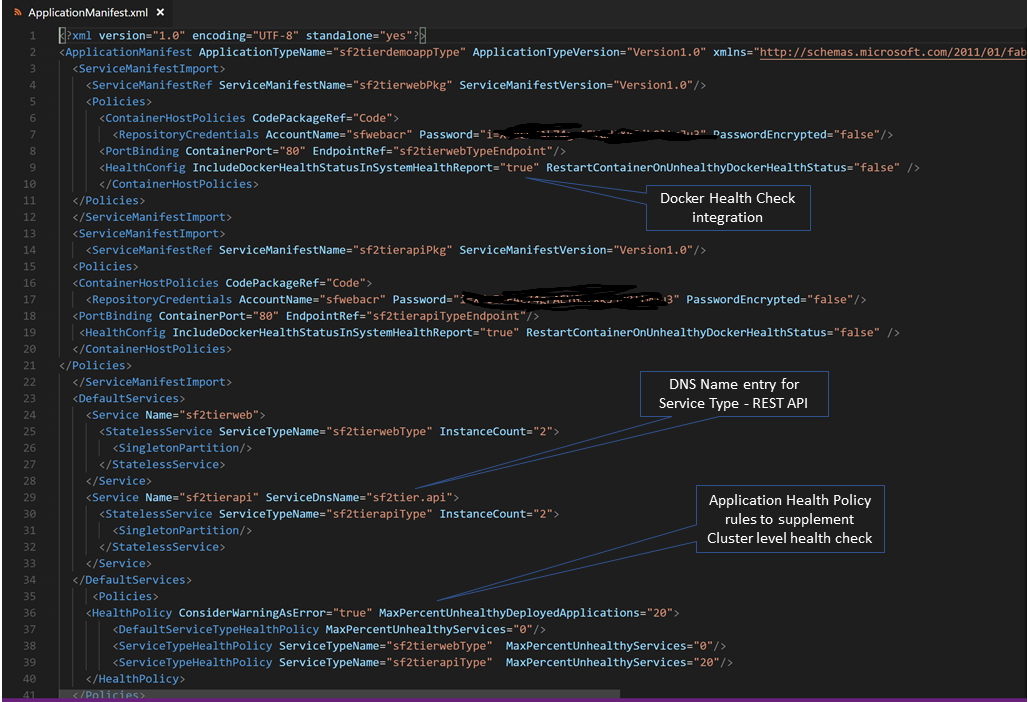 ApplicationManifest.xml ×
1 <?xml version="1.0" encoding="UTF-8" standalone="yes"?>
2 <ApplicationManifest ApplicationTypeName="sf2tierdemoappType" ApplicationTypeVersion="Version1.0" xmlns="http://schemas.microsoft.com/2011/01/fab
3 <ServiceManifestImport>
4 <ServiceManifestRef ServiceManifestName="sf2tierwebPkg" ServiceManifestVersion="Version1.0"/>
5 <Policies>
6 <ContainerHostPolicies CodePackageRef="Code">
7 <RepositoryCredentials AccountName="sfwebacr" Password=" PasswordEncrypted="false"/>
8 <PortBinding ContainerPort="80" EndpointRef="sf2tierwebTypeEndpoint"/>
9 <HealthConfig IncludeDockerHealthStatusInSystemHealthReport="true" RestartContainerOnUnhealthyDockerHealthStatus="false" />
10 </ContainerHostPolicies>
Docker Health Check
integration
11 </Policies>
12 </ServiceManifestImport>
13 <ServiceManifestImport>
14 <ServiceManifestRef ServiceManifestName="sf2tierapiPkg" ServiceManifestVersion="Version1.0"/>
15 <Policies>
16 <ContainerHostPolicies CodePackageRef="Code">
17 <RepositoryCredentials AccountName="sfwebacr" Password=" PasswordEncrypted="false"/>
18 <PortBinding ContainerPort="80" EndpointRef="sf2tierapiTypeEndpoint"/>
19 <HealthConfig IncludeDockerHealthStatusInSystemHealthReport="true" RestartContainerOnUnhealthyDockerHealthStatus="false" />
20 </ContainerHostPolicies>
21 </Policies>
22 </ServiceManifestImport>
23 <DefaultServices>
DNS Name entry for
Service Type - REST API
24 <Service Name="sf2tierweb">
25 <StatelessService ServiceTypeName="sf2tierwebType" InstanceCount="2">
26 <SingletonPartition/>
27 </StatelessService>
28 </Service>
29 <Service Name="sf2tierapi" ServiceDnsName="sf2tier.api">
30 <StatelessService ServiceTypeName="sf2tierapiType" InstanceCount="2">
31 <SingletonPartition/>
32 </StatelessService>
Application Health Policy
rules to supplement
Cluster level health check
33 </Service>
34 </DefaultServices>
35 <Policies>
36 <HealthPolicy ConsiderWarningAsError="true" MaxPercentUnhealthyDeployedApplications="20">
37 <DefaultServiceTypeHealthPolicy MaxPercentUnhealthyServices="0"/>
38 <ServiceTypeHealthPolicy ServiceTypeName="sf2tierwebType" MaxPercentUnhealthyServices="0"/>
39 <ServiceTypeHealthPolicy ServiceTypeName="sf2tierapiType" MaxPercentUnhealthyServices="20"/>
40 </HealthPolicy>
41 </Policies>